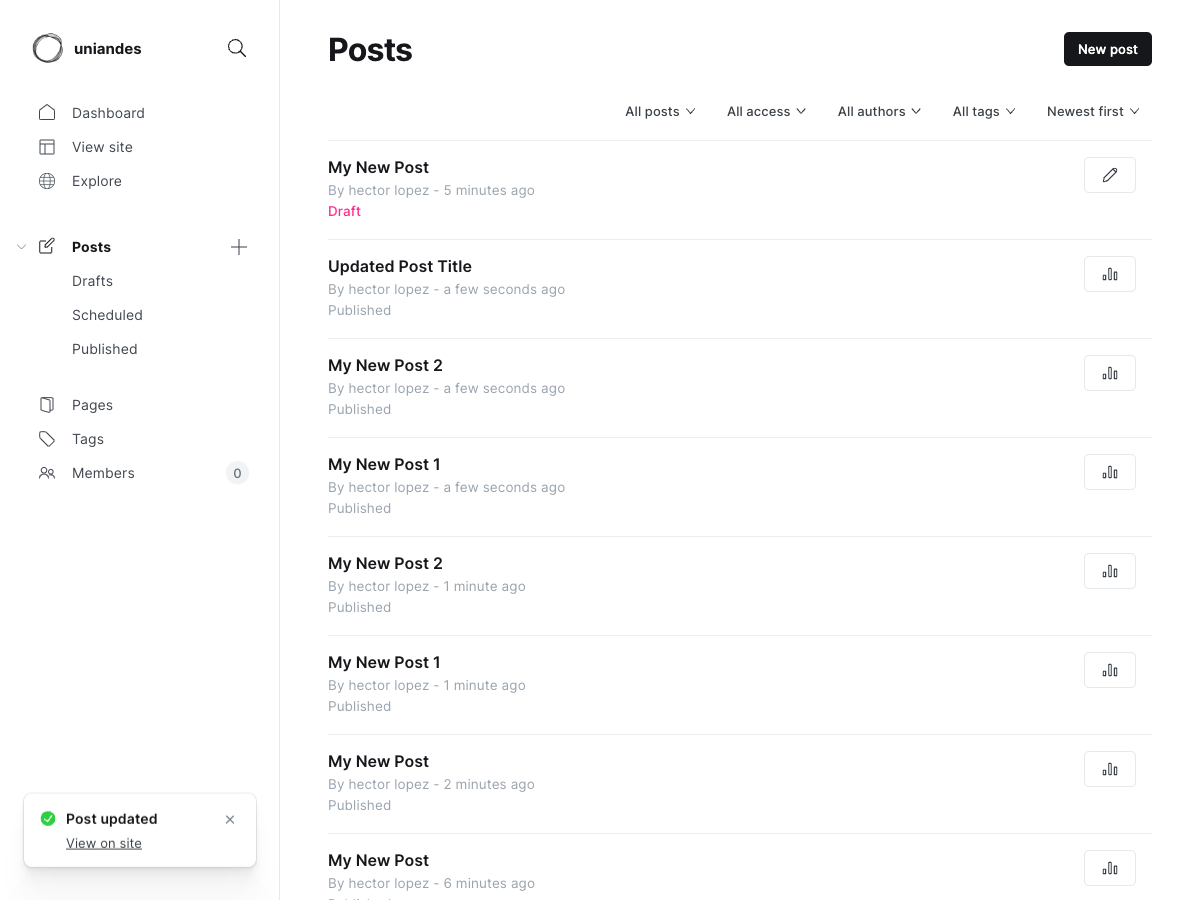 uniandes
Dashboard
View site
Explore
Posts
Drafts
Scheduled
Published
Pages
Tags
Members 0
Post updated
View on site
Posts
New post
All posts All access All authors All tags Newest first
My New Post
By hector lopez - 5 minutes ago
Draft
Updated Post Title
By hector lopez - a few seconds ago
Published
My New Post 2
By hector lopez - a few seconds ago
Published
My New Post 1
By hector lopez - a few seconds ago
Published
My New Post 2
By hector lopez - 1 minute ago
Published
My New Post 1
By hector lopez - 1 minute ago
Published
My New Post
By hector lopez - 2 minutes ago
Published
My New Post
By hector lopez - 6 minutes ago